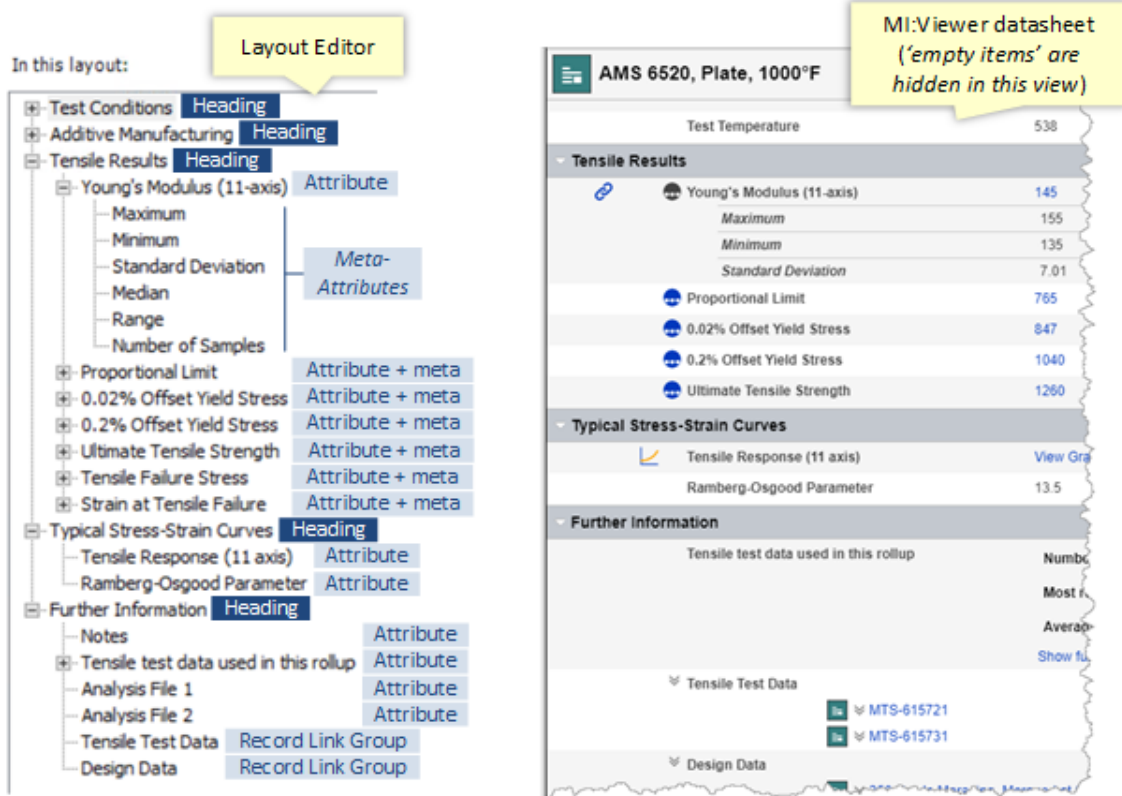 Layout Editor
In this layout:
Test Conditions Heading
Additive Manufacturing Heading
Tensile Results Heading
Young's Modulus (11-axis) Attribute
Maximum
Minimum
Standard Deviation
Median
Range
Number of Samples
Meta-
Attributes
Proportional Limit Attribute + meta
0.02% Offset Yield Stress Attribute + meta
0.2% Offset Yield Stress Attribute + meta
Ultimate Tensile Strength Attribute + meta
Tensile Failure Stress Attribute + meta
Strain at Tensile Failure Attribute + meta
Typical Stress-Strain Curves Heading
Tensile Response (11 axis) Attribute
Ramberg-Osgood Parameter Attribute
Further Information Heading
Notes Attribute
Tensile test data used in this rollup Attribute
Analysis File 1 Attribute
Analysis File 2 Attribute
Tensile Test Data Record Link Group
Design Data Record Link Group
MI:Viewer datasheet
('empty items' are
hidden in this view)
AMS 6520, Plate, 1000°F
Test Temperature 538
Tensile Results
Young's Modulus (11-axis) 145
Maximum 155
Minimum 135
Standard Deviation 7.01
Proportional Limit 765
0.02% Offset Yield Stress 847
0.2% Offset Yield Stress 1040
Ultimate Tensile Strength 1260
Typical Stress-Strain Curves
Tensile Response (11 axis) View Gra
Ramberg-Osgood Parameter 13.5
Further Information
Tensile test data used in this rollup Numbe
Most r
Averag
Show fu
Tensile Test Data
MTS-615721
MTS-615731
Design Data